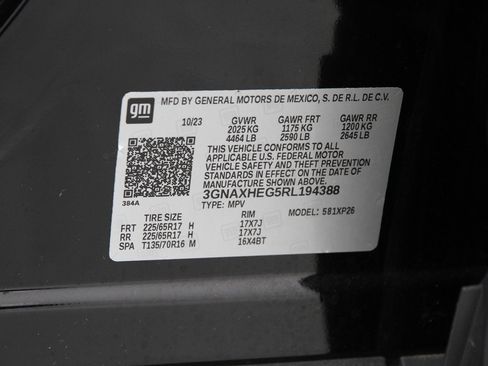 gm
MFD BY GENERAL MOTORS DE MEXICO, S. DE R.L. DE C.V.
10/23 GVWR GAWR FRT GAWR RR
2025 KG 1175 KG 1200 KG
4464 LB 2590 LB 2645 LB
THIS VEHICLE CONFORMS TO ALL
APPLICABLE U.S. FEDERAL MOTOR
VEHICLE SAFETY AND THEFT PREVENTION
STANDARDS IN EFFECT ON THE DATE OF
MANUFACTURE SHOWN ABOVE.
3GNAXHEG5RL194388
384A
TYPE: MPV MODEL: 581XP26
TIRE SIZE RIM
FRT 225/65R17 H 17X7J
RR 225/65R17 H 17X7J
SPA T135/70R16 M 16X4BT